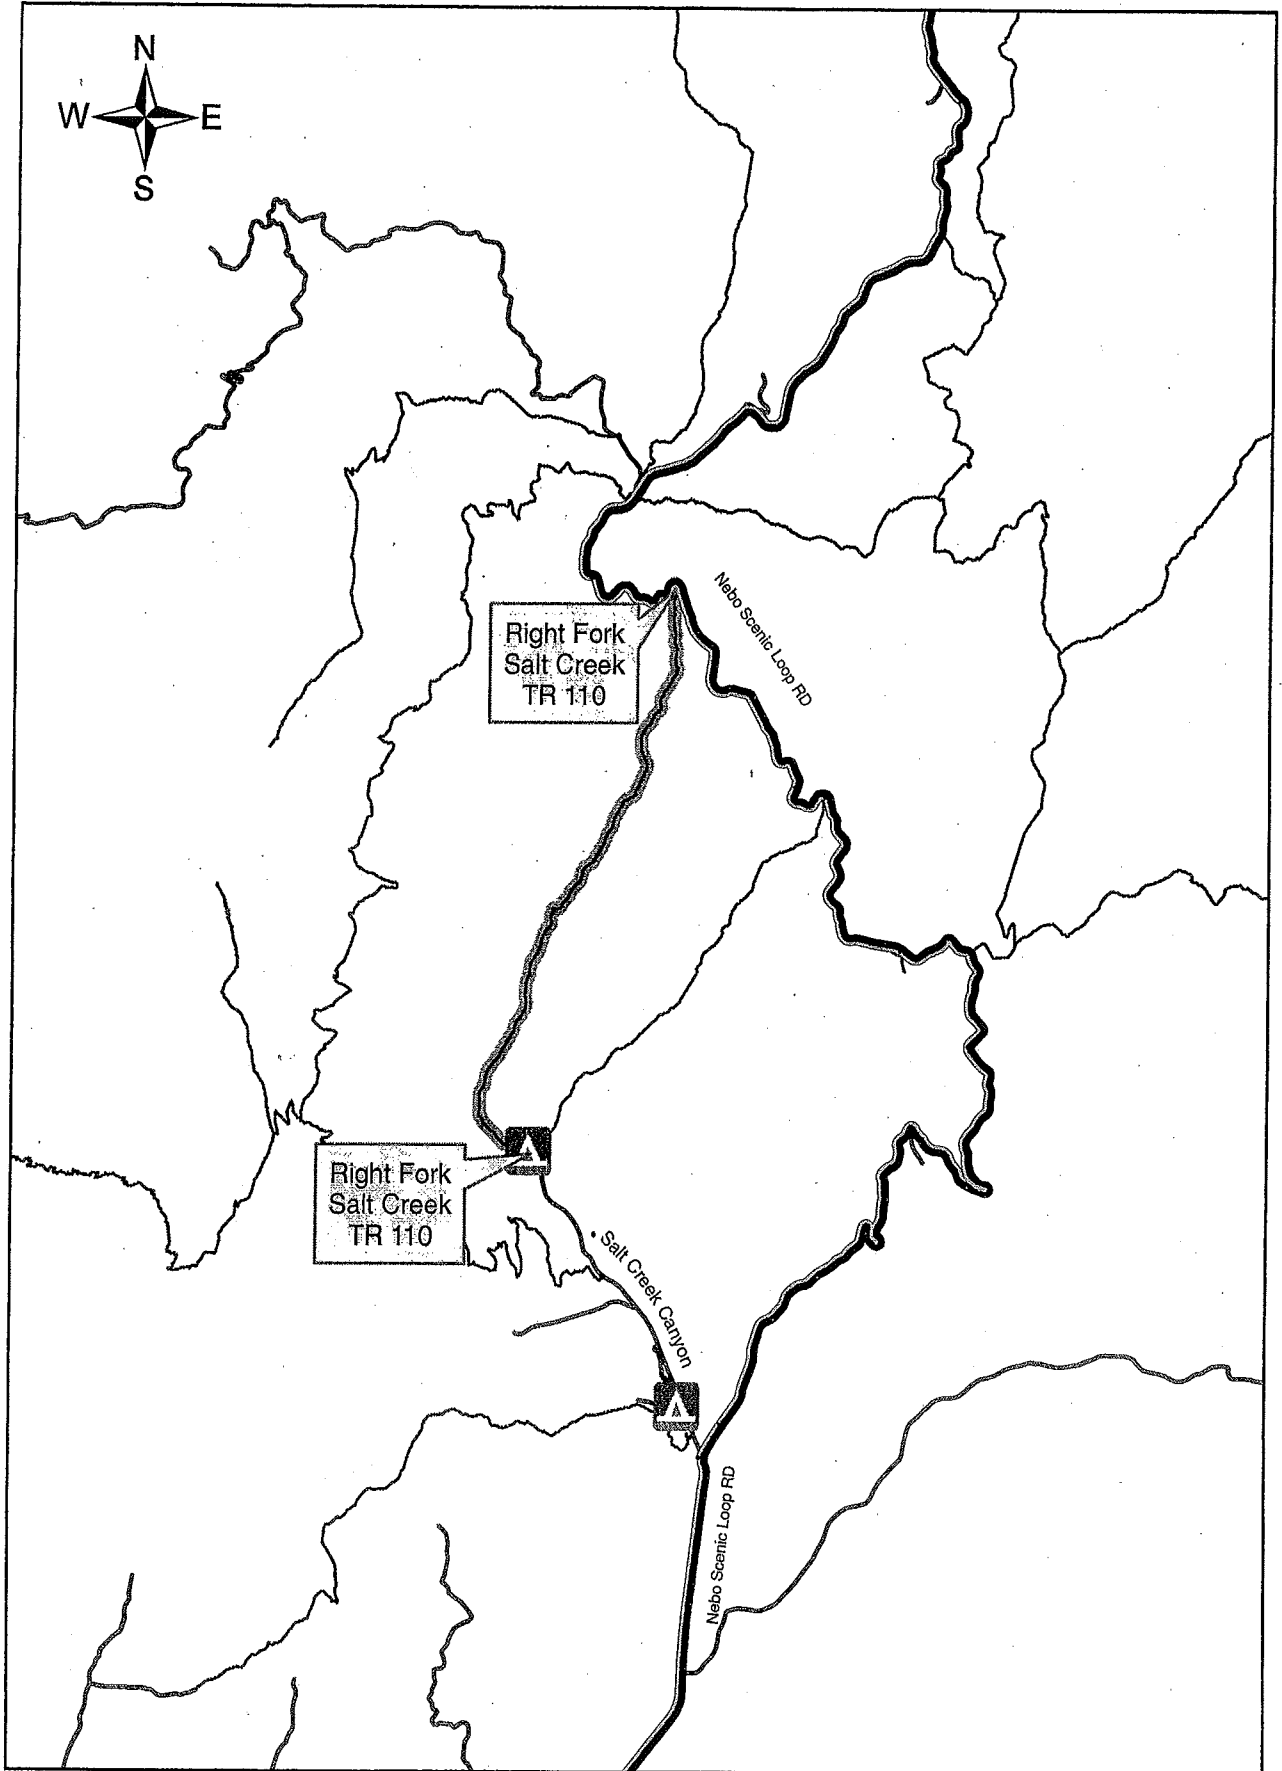 N
W E
S
Nebo Scenic Loop RD
Right Fork
Salt Creek
TR 110
Right Fork
Salt Creek
TR 110
Salt Creek Canyon
Nebo Scenic Loop RD